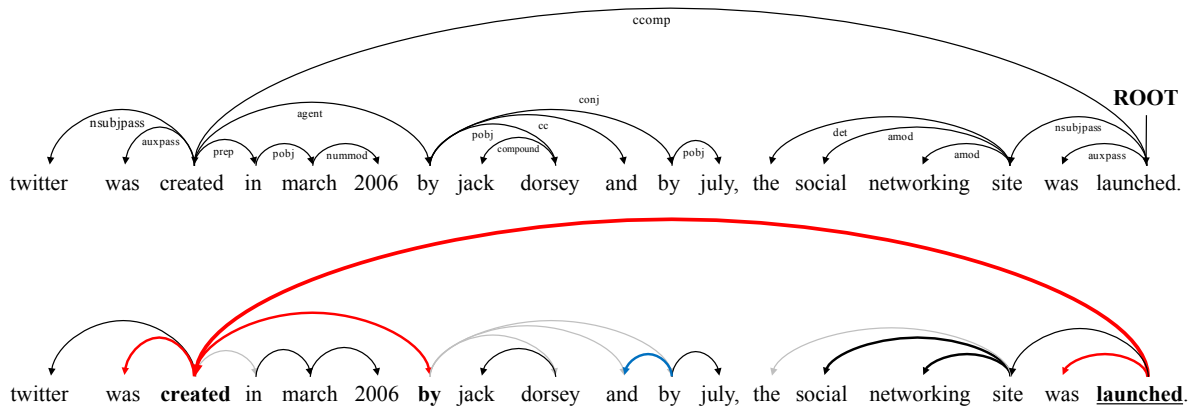 ccomp
ROOT
conj
agent
cc
nsubjpass
nsubjpass
det
pobj
amod
auxpass
compound
prep
pobj
nummod
pobj
amod
auxpass
twitter was created in march 2006 by jack dorsey and by july, the social networking site was launched.
twitter was created in march 2006 by jack dorsey and by july, the social networking site was launched.